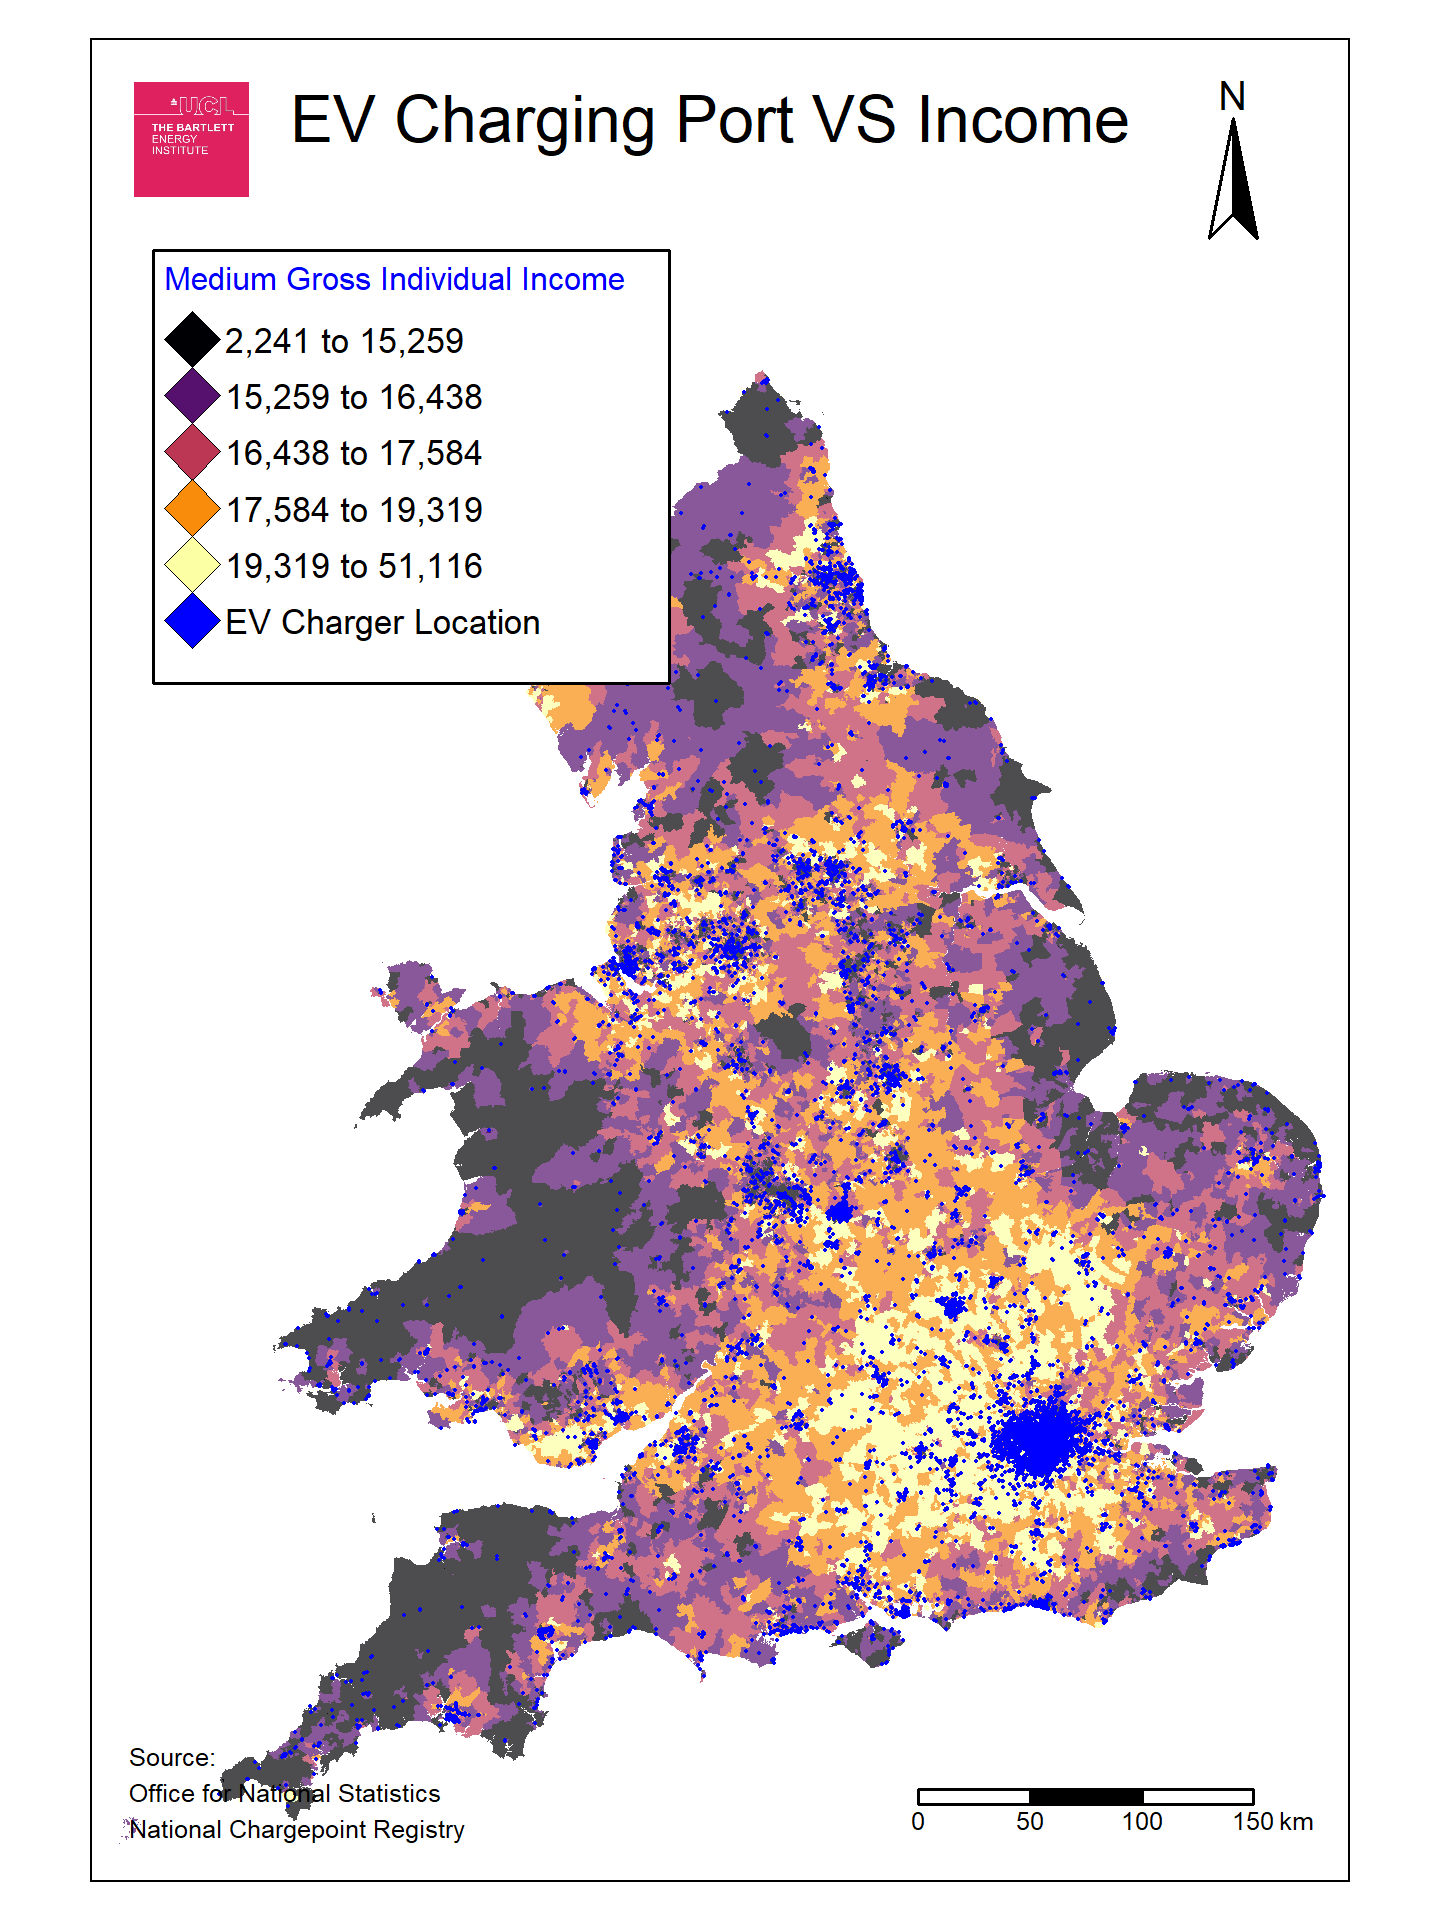 UCL
THE BARTLETT
ENERGY
INSTITUTE
EV Charging Port VS Income
N
Medium Gross Individual Income
2,241 to 15,259
15,259 to 16,438
16,438 to 17,584
17,584 to 19,319
19,319 to 51,116
EV Charger Location
Source:
Office for National Statistics
National Chargepoint Registry
0 50 100 150 km